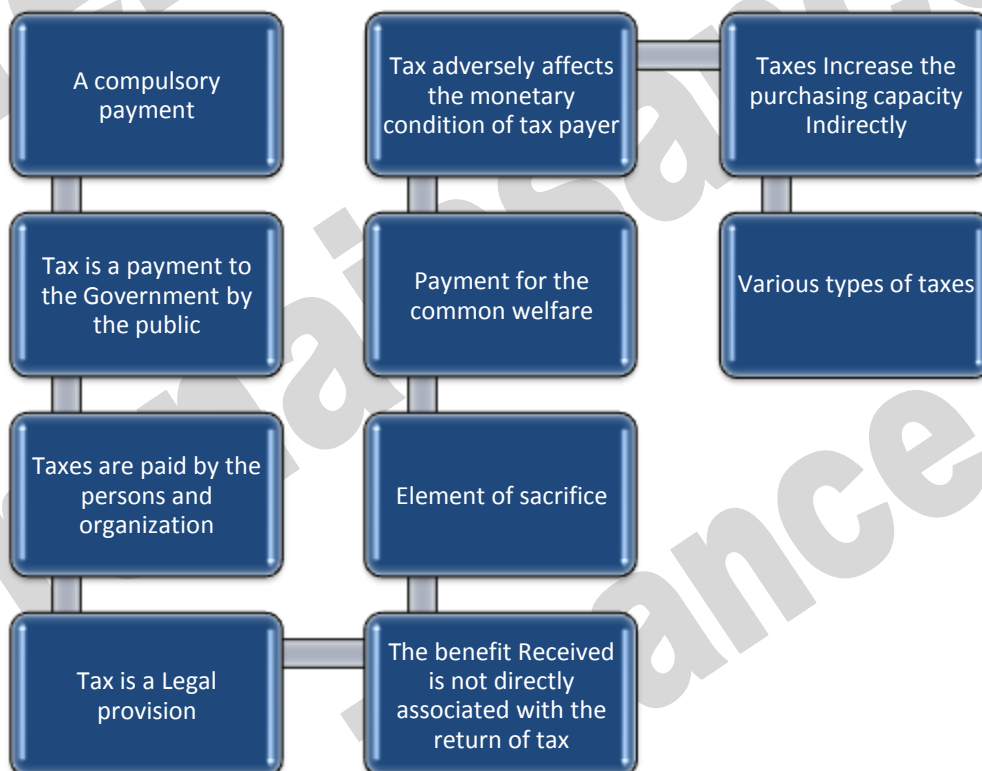 A compulsory
payment
Tax is a payment to
the Government by
the public
Taxes are paid by the
persons and
organization
Tax is a Legal
provision
The benefit Received
is not directly
associated with the
return of tax
Element of sacrifice
Payment for the
common welfare
Tax adversely affects
the monetary
condition of tax payer
Taxes Increase the
purchasing capacity
Indirectly
Various types of taxes